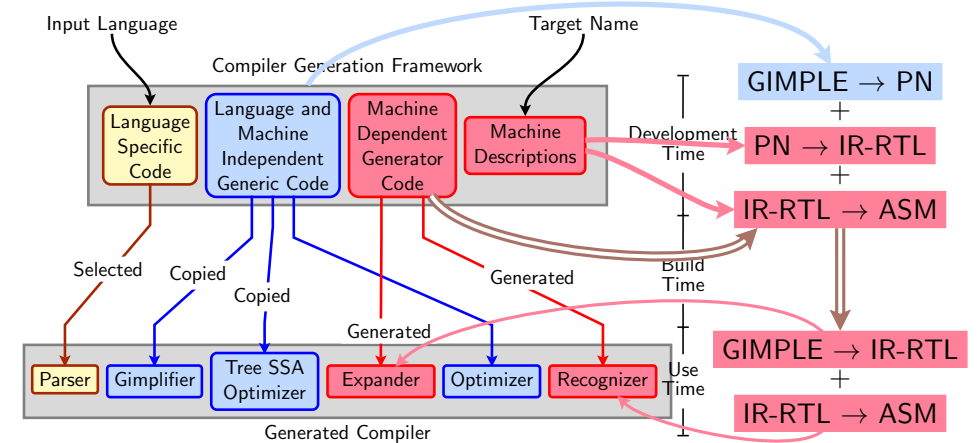 Input Language
Target Name
Compiler Generation Framework
Language
Specific
Code
Language and
Machine
Independent
Generic Code
Machine
Dependent
Generator
Code
Machine
Descriptions
Development
Time
GIMPLE → PN
+
PN → IR-RTL
+
IR-RTL → ASM
Selected
Copied
Copied
Generated
Generated
Build
Time
GIMPLE → IR-RTL
+
IR-RTL → ASM
Parser
Gimplifier
Tree SSA
Optimizer
Expander
Optimizer
Recognizer
Use
Time
Generated Compiler